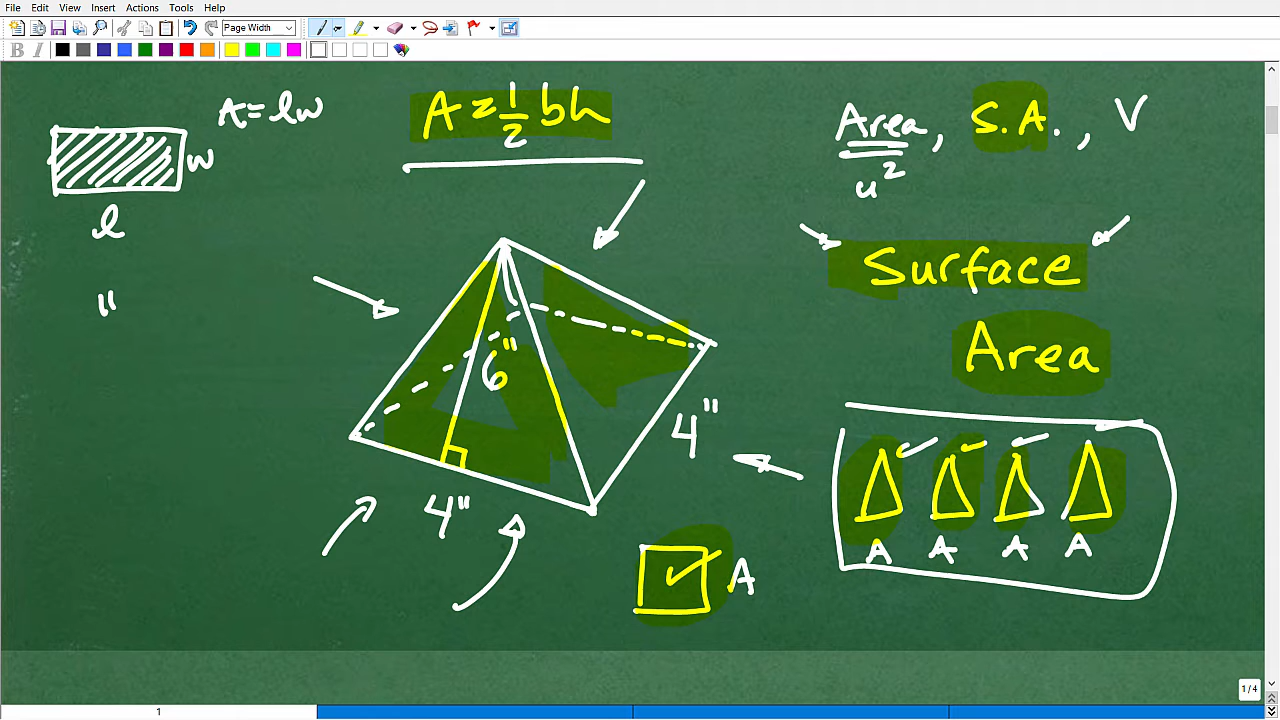 File Edit View Insert Actions Tools Help
Page Width
B I
A = lw
A = 1/2 bh
Area, S.A., V
u²
w
l
"
Surface
Area
6"
4"
4"
A
A A A A
1/4
1